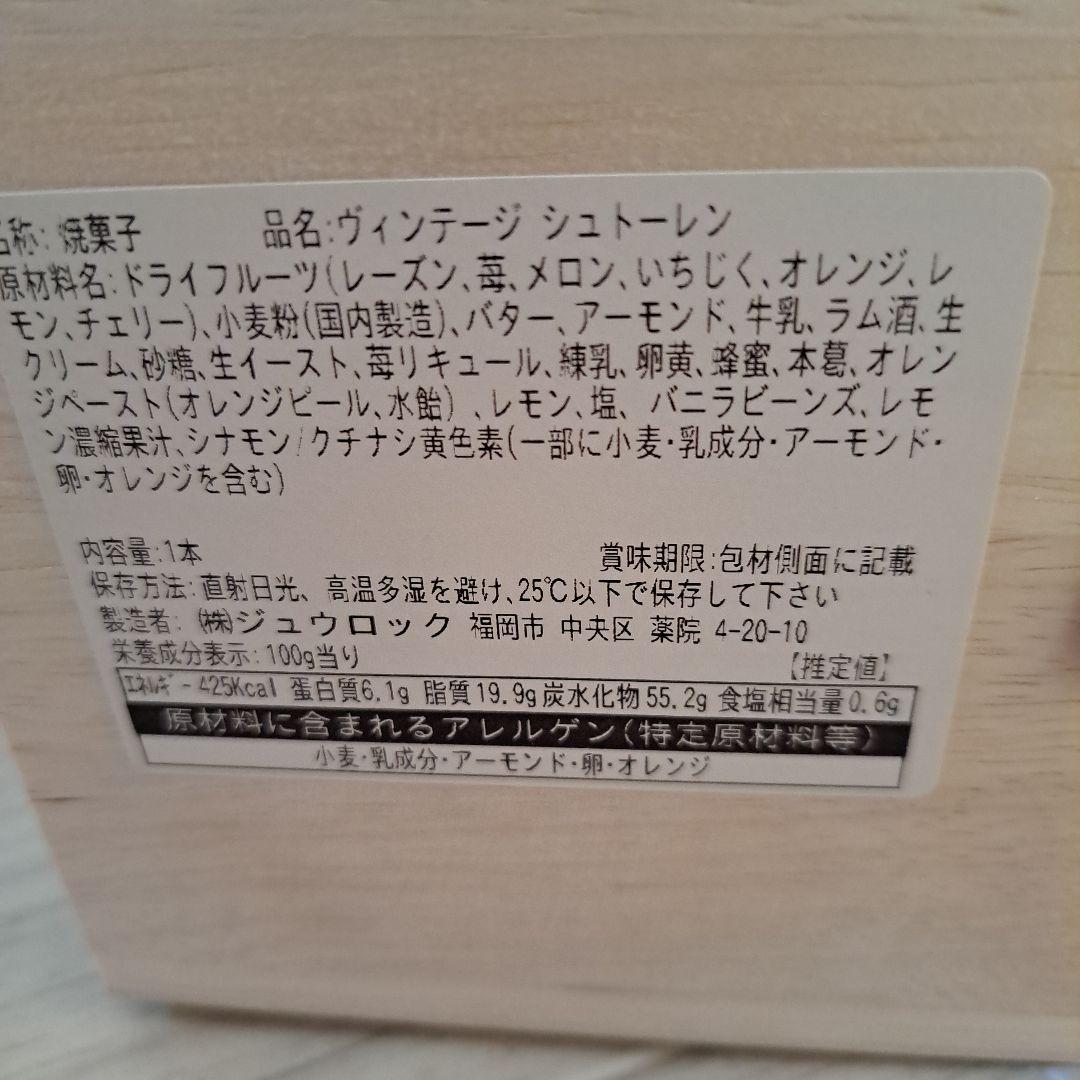 名称: 焼菓子 品名:ヴィンテージ シュトーレン
原材料名:ドライフルーツ(レーズン、苺、メロン、いちじく、オレンジ、レ
モン、チェリー)、小麦粉(国内製造)、バター、アーモンド、牛乳、ラム酒、生
クリーム、砂糖、生イースト、苺リキュール、練乳、卵黄、蜂蜜、本葛、オレン
ジペースト(オレンジピール、水飴)、レモン、塩、バニラビーンズ、レモ
ン濃縮果汁、シナモン/クチナシ黄色素(一部に小麦・乳成分・アーモンド・
卵・オレンジを含む)
内容量:1本 賞味期限:包材側面に記載
保存方法:直射日光、高温多湿を避け、25℃以下で保存して下さい
製造者: ㈱ジュウロック 福岡市 中央区 薬院 4-20-10
栄養成分表示:100g当り 【推定値】
エネルギー425Kcal 蛋白質6.1g 脂質19.9g 炭水化物55.2g 食塩相当量0.6g
原材料に含まれるアレルゲン(特定原材料等)
小麦・乳成分・アーモンド・卵・オレンジ